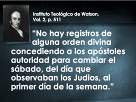 Instituto Teológico de Watson.
Vol. 2, p. 511
“No hay registros de
alguna orden divina
concediendo a los apóstoles
autoridad para cambiar el
sábado, del día que
observaban los Judíos, al
primer día de la semana.”